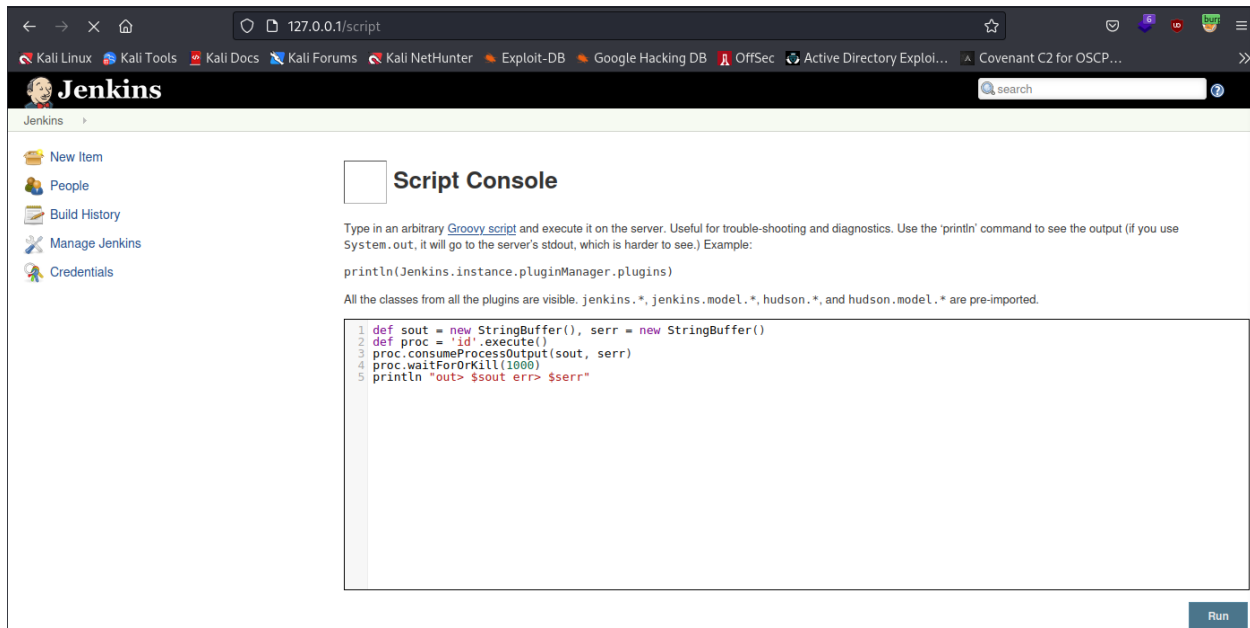 127.0.0.1/script
6
Kali Linux Kali Tools Kali Docs Kali Forums Kali NetHunter Exploit-DB Google Hacking DB OffSec Active Directory Exploi… Covenant C2 for OSCP…
Jenkins
search
Jenkins
New Item
People
Build History
Manage Jenkins
Credentials
Script Console
Type in an arbitrary Groovy script and execute it on the server. Useful for trouble-shooting and diagnostics. Use the 'println' command to see the output (if you use
System.out, it will go to the server's stdout, which is harder to see.) Example:
println(Jenkins.instance.pluginManager.plugins)
All the classes from all the plugins are visible. jenkins.*, jenkins.model.*, hudson.*, and hudson.model.* are pre-imported.
1 def sout = new StringBuffer(), serr = new StringBuffer()
2 def proc = 'id'.execute()
3 proc.consumeProcessOutput(sout, serr)
4 proc.waitForOrKill(1000)
5 println "out> $sout err> $serr"
Run